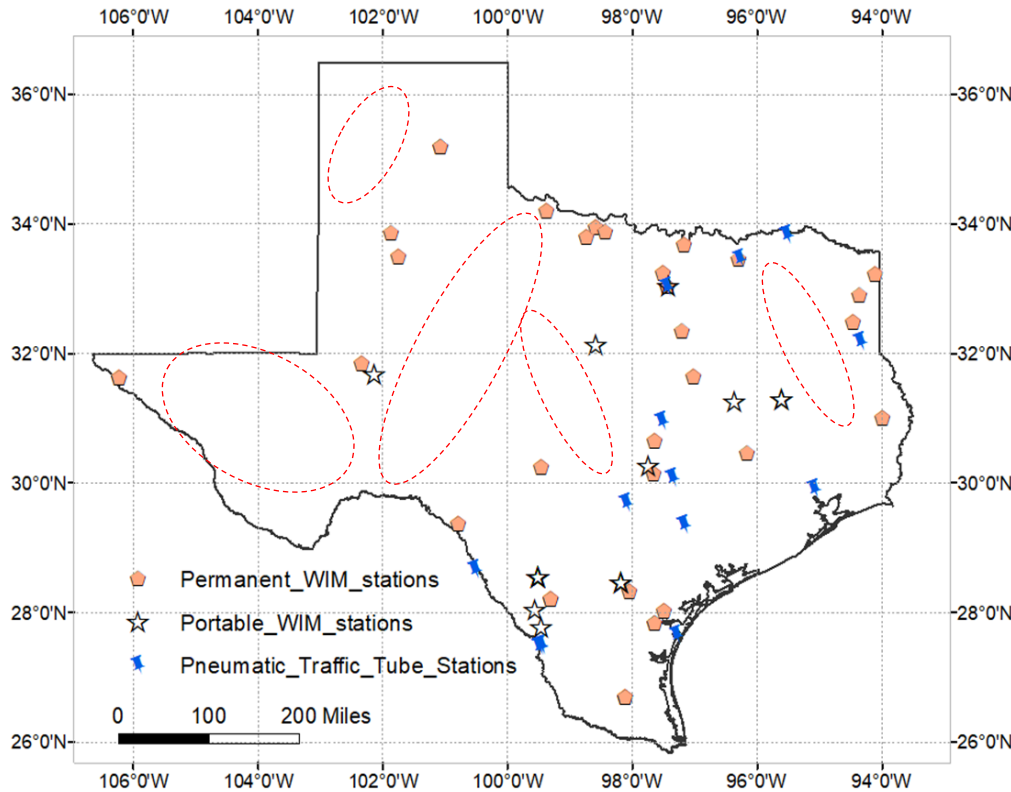 106°0'W 104°0'W 102°0'W 100°0'W 98°0'W 96°0'W 94°0'W
36°0'N 36°0'N
34°0'N 34°0'N
32°0'N 32°0'N
30°0'N 30°0'N
Permanent_WIM_stations
28°0'N 28°0'N
Portable_WIM_stations
Pneumatic_Traffic_Tube_Stations
0 100 200 Miles
26°0'N 26°0'N
106°0'W 104°0'W 102°0'W 100°0'W 98°0'W 96°0'W 94°0'W